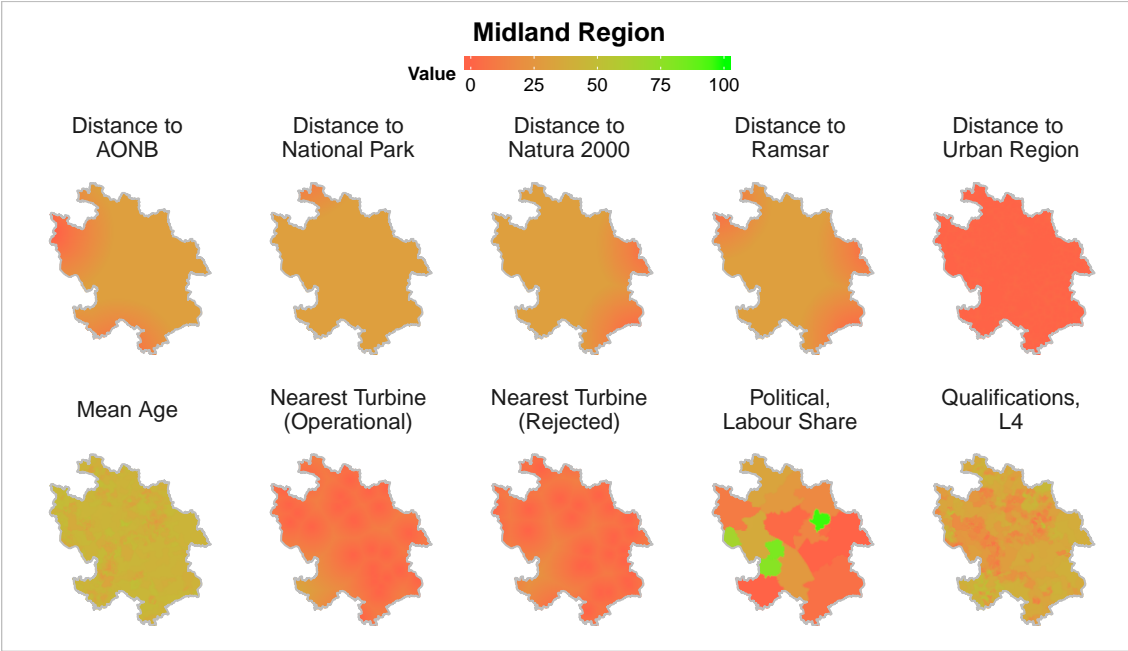 Midland Region
Value
0 25 50 75 100
Distance to
AONB
Distance to
National Park
Distance to
Natura 2000
Distance to
Ramsar
Distance to
Urban Region
Mean Age
Nearest Turbine
(Operational)
Nearest Turbine
(Rejected)
Political,
Labour Share
Qualifications,
L4